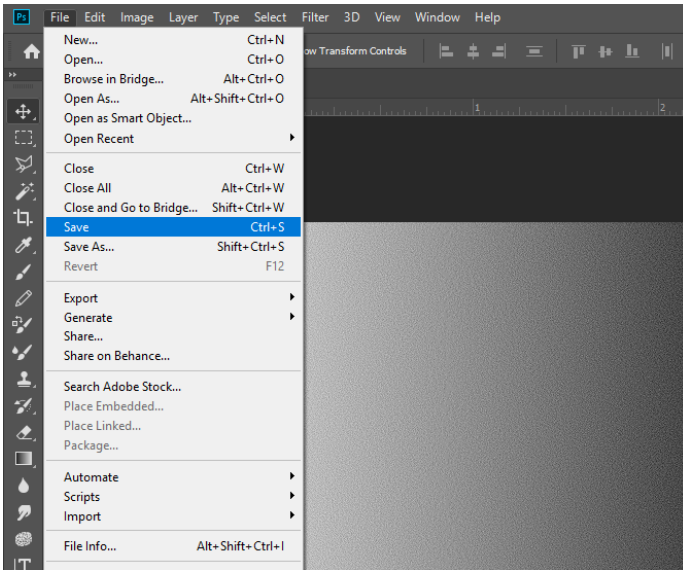 Ps File Edit Image Layer Type Select Filter 3D View Window Help
New... Ctrl+N
ow Transform Controls
Open... Ctrl+O
Browse in Bridge... Alt+Ctrl+O
Open As... Alt+Shift+Ctrl+O
1 2
Open as Smart Object...
Open Recent
Close Ctrl+W
Close All Alt+Ctrl+W
Close and Go to Bridge... Shift+Ctrl+W
Save Ctrl+S
Save As... Shift+Ctrl+S
Revert F12
Export
Generate
Share...
Share on Behance...
Search Adobe Stock...
Place Embedded...
Place Linked...
Package...
Automate
Scripts
Import
File Info... Alt+Shift+Ctrl+I